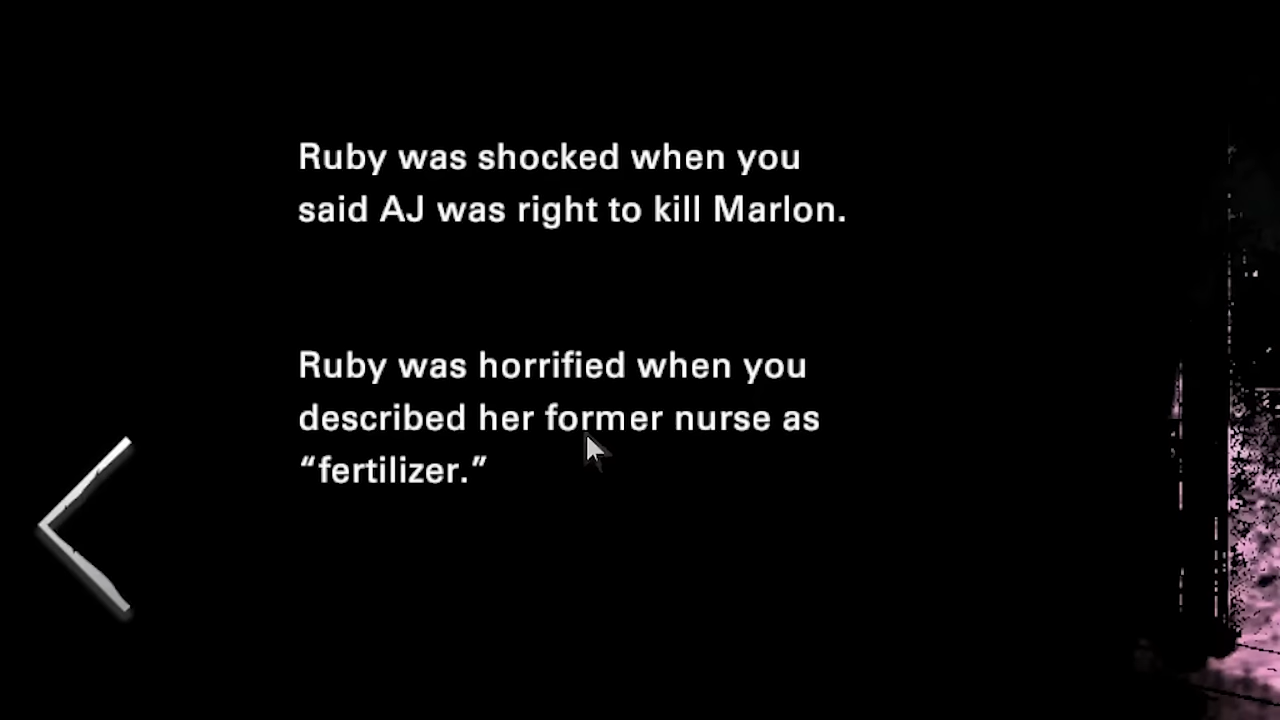 Ruby was shocked when you
said AJ was right to kill Marlon.
Ruby was horrified when you
described her former nurse as
“fertilizer.”